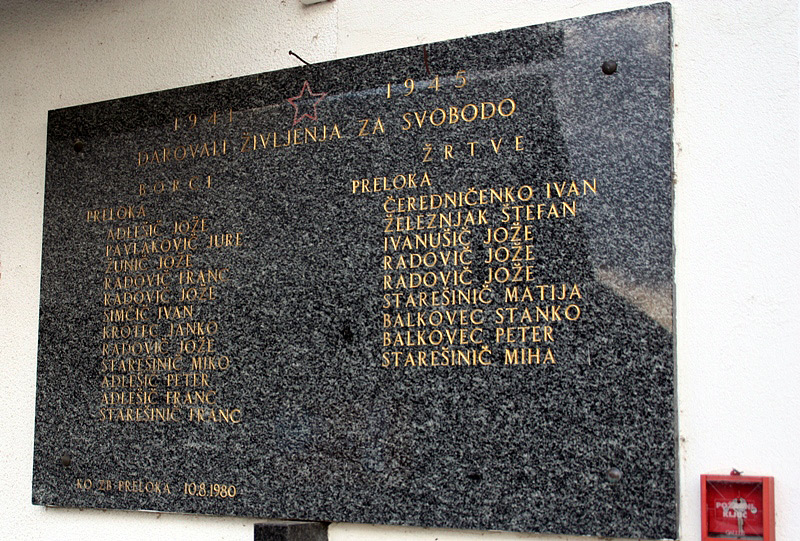 1941 1945
DAROVALI ŽIVLJENJA ZA SVOBODO
BORCI
PRELOKA
ADLEŠIČ JOŽE
PAVLAKOVIČ JURE
ŽUNIČ JOŽE
RADOVIČ FRANC
RADOVIČ JOŽE
SIMČIČ IVAN
KROTEC JANKO
RADOVIČ JOŽE
STAREŠINIČ MIKO
ADLEŠIČ PETER
ADLEŠIČ FRANC
STAREŠINIČ FRANC
ŽRTVE
PRELOKA
ČEREDNIČENKO IVAN
ŽELEZNJAK ŠTEFAN
IVANUŠIČ JOŽE
RADOVIČ JOŽE
RADOVIČ JOŽE
STAREŠINIČ MATIJA
BALKOVEC STANKO
BALKOVEC PETER
STAREŠINIČ MIHA
KO ZB PRELOKA 10.8.1980
POŽARNO
KLJUČ